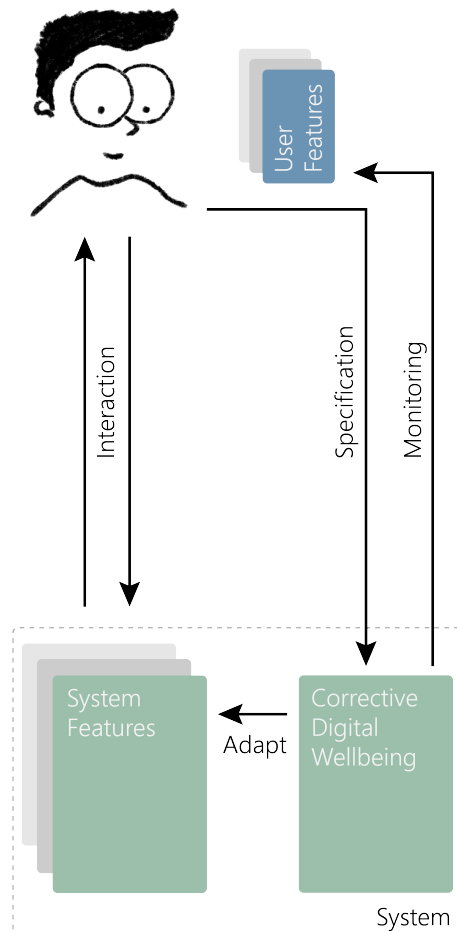 User
Features
Interaction
Specification
Monitoring
System
Features
Adapt
Corrective
Digital
Wellbeing
System